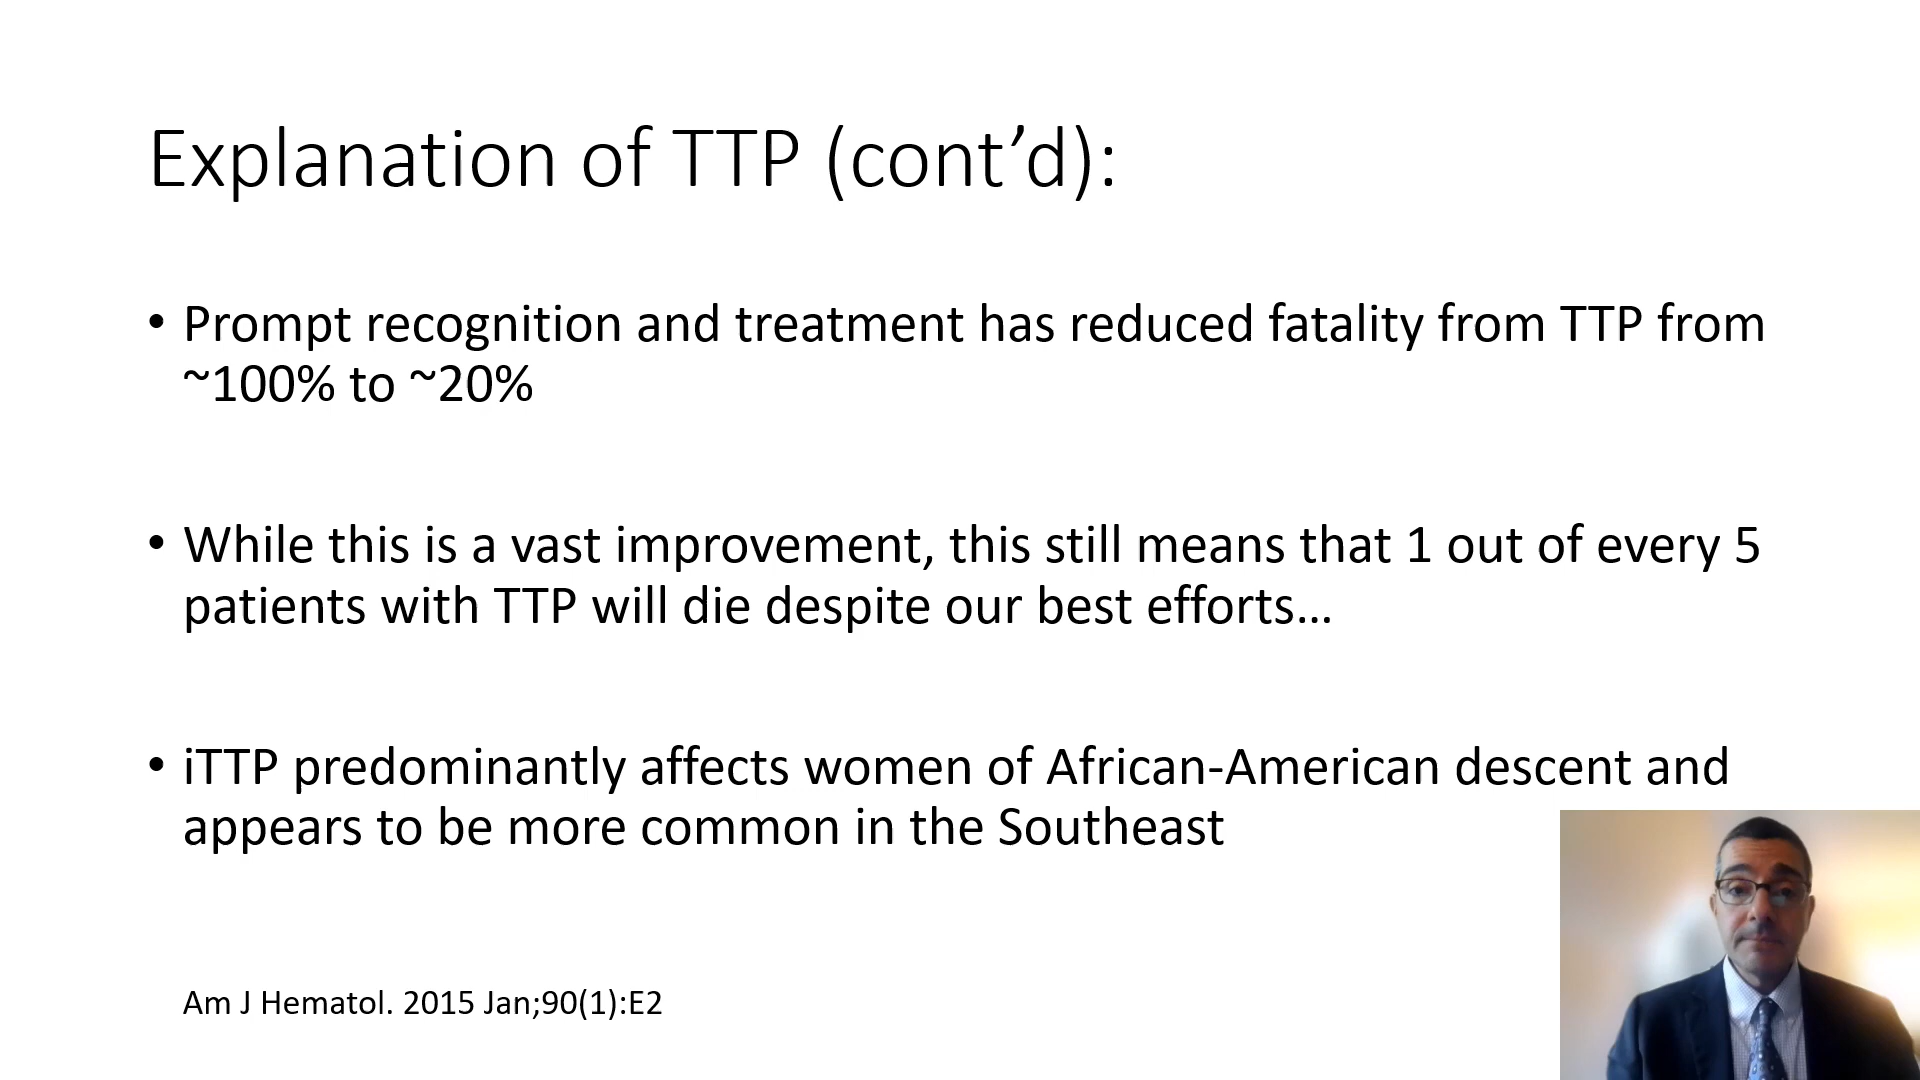 Explanation of TTP (cont’d):
• Prompt recognition and treatment has reduced fatality from TTP from
~100% to ~20%
• While this is a vast improvement, this still means that 1 out of every 5
patients with TTP will die despite our best efforts…
• iTTP predominantly affects women of African-American descent and
appears to be more common in the Southeast
Am J Hematol. 2015 Jan;90(1):E2